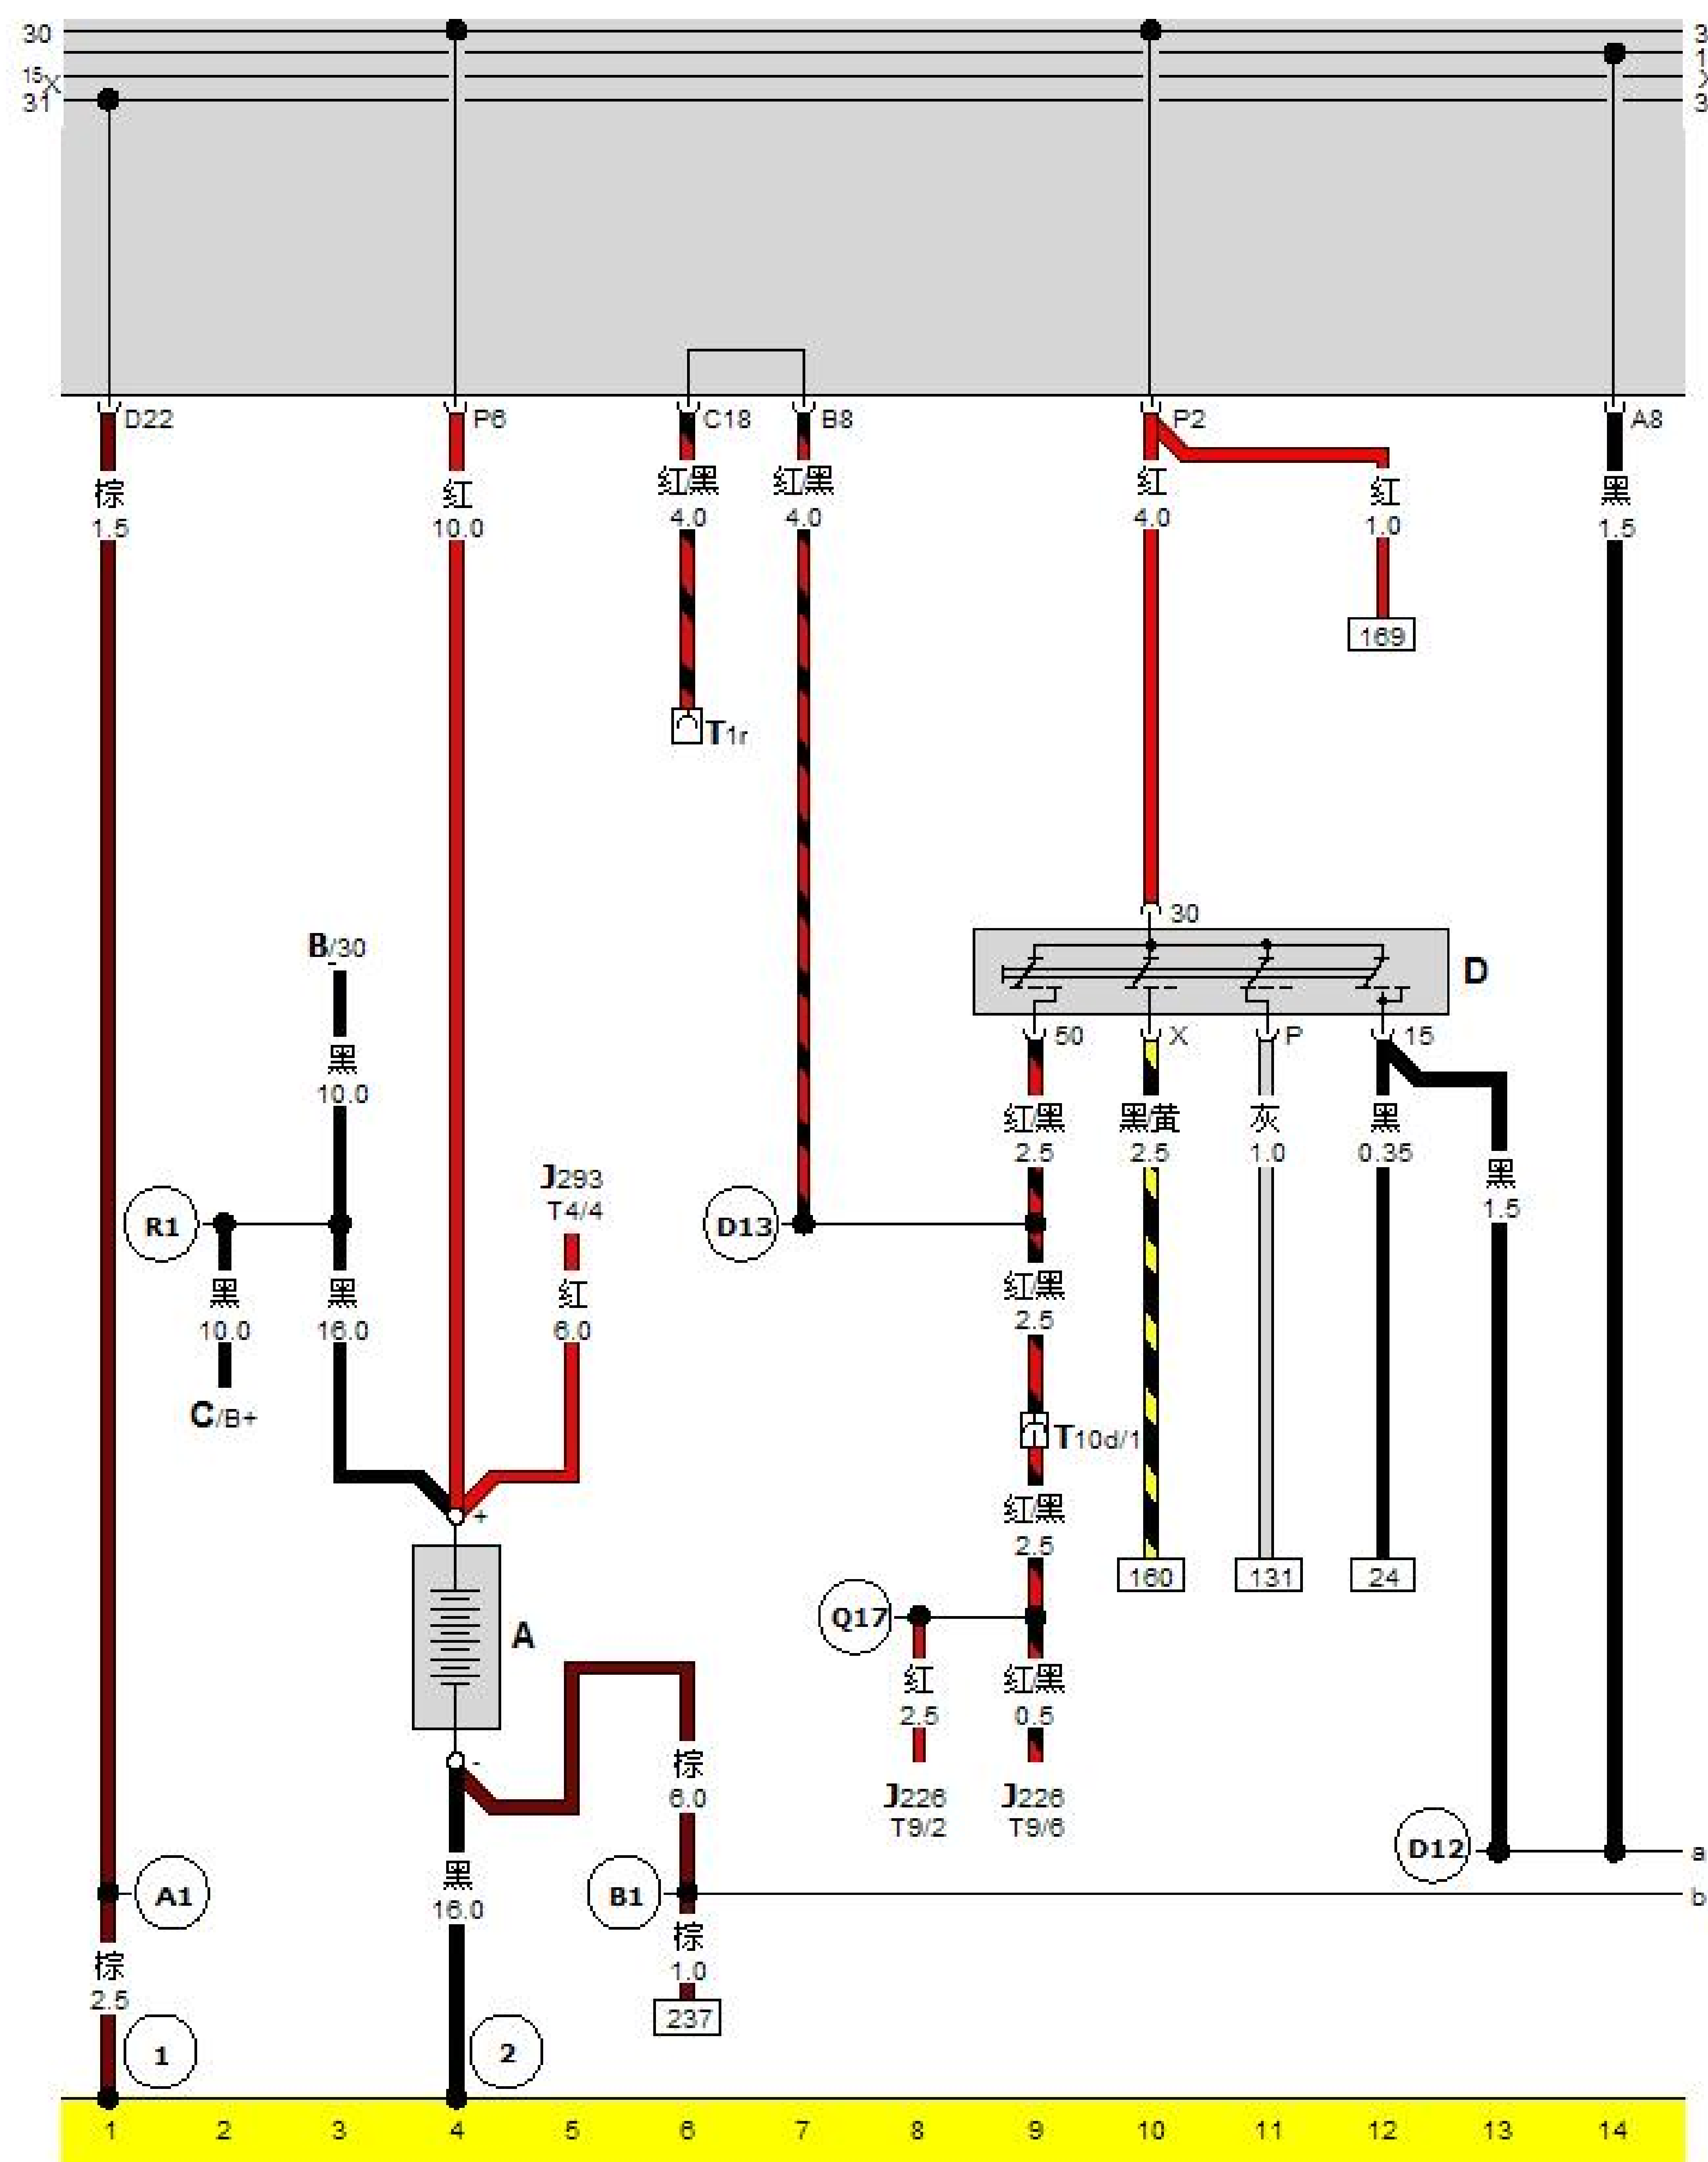 30
15
X
31
3
1
X
3
D22
P6
C18
B8
P2
A8
棕
1.5
红
10.0
红/黑
4.0
红/黑
4.0
红
4.0
红
1.0
黑
1.5
169
T1r
30
B/30
D
50
X
P
15
黑
10.0
红/黑
2.5
黑/黄
2.5
灰
1.0
黑
0.35
黑
1.5
J293
T4/4
R1
D13
黑
10.0
黑
16.0
红
6.0
红/黑
2.5
C/B+
T10d/1
+
红/黑
2.5
160
131
24
A
Q17
红
2.5
红/黑
0.5
-
棕
6.0
J226
T9/2
J226
T9/6
D12
a
黑
16.0
A1
B1
b
棕
2.5
棕
1.0
237
1
2
1 2 3 4 5 6 7 8 9 10 11 12 13 14